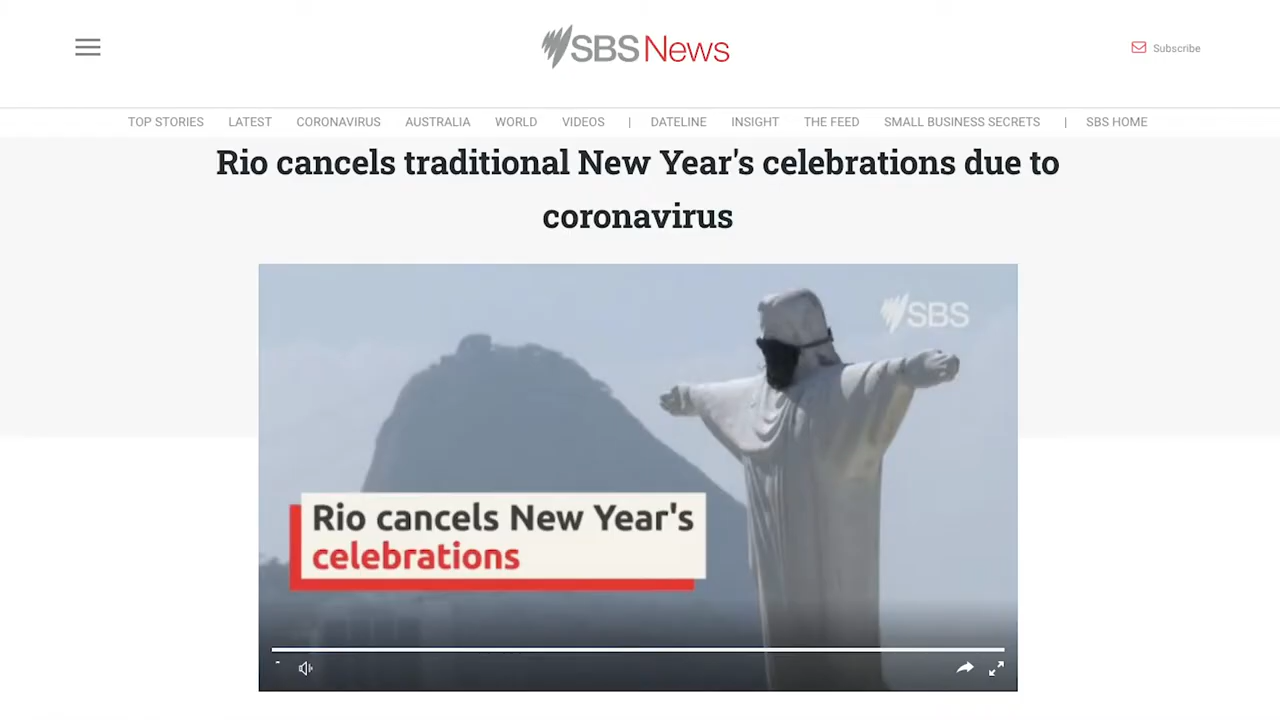 SBS News
Subscribe
TOP STORIES LATEST CORONAVIRUS AUSTRALIA WORLD VIDEOS | DATELINE INSIGHT THE FEED SMALL BUSINESS SECRETS | SBS HOME
Rio cancels traditional New Year's celebrations due to
coronavirus
SBS
Rio cancels New Year's
celebrations